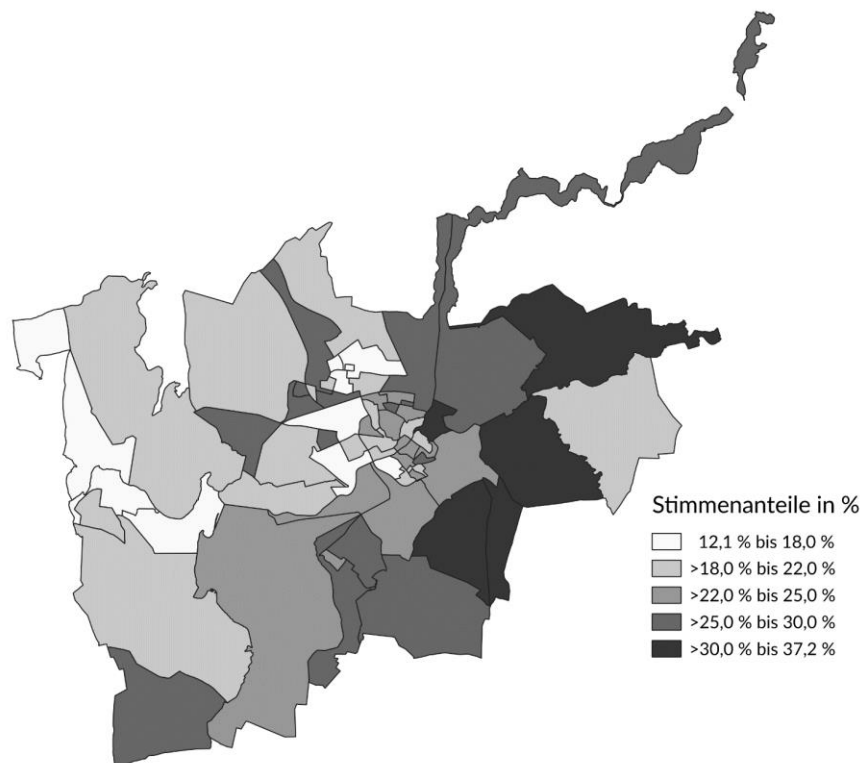 Stimmenanteile in %
12,1 % bis 18,0 %
>18,0 % bis 22,0 %
>22,0 % bis 25,0 %
>25,0 % bis 30,0 %
>30,0 % bis 37,2 %